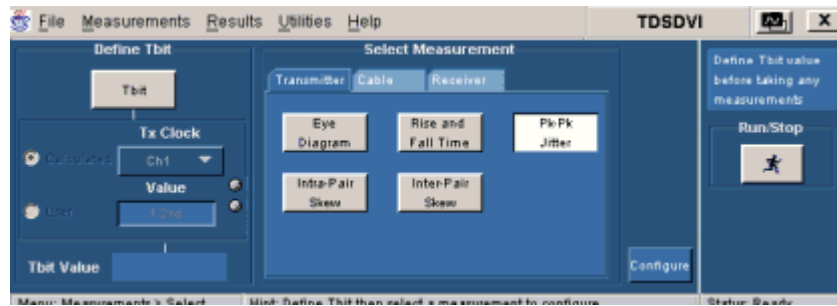 File Measurements Results Utilities Help TDSDVI X
Define Tbit
Tbit
Tx Clock
Calculated
Ch1
Value
User
1.2ns
Tbit Value
Select Measurement
Transmitter Cable Receiver
Eye Diagram
Rise and Fall Time
Pk-Pk Jitter
Intra-Pair Skew
Inter-Pair Skew
Configure
Define Tbit value
before taking any
measurements
Run/Stop
Menu: Measurements > Select
Hint: Define Tbit then select a measurement to configure
Status: Ready